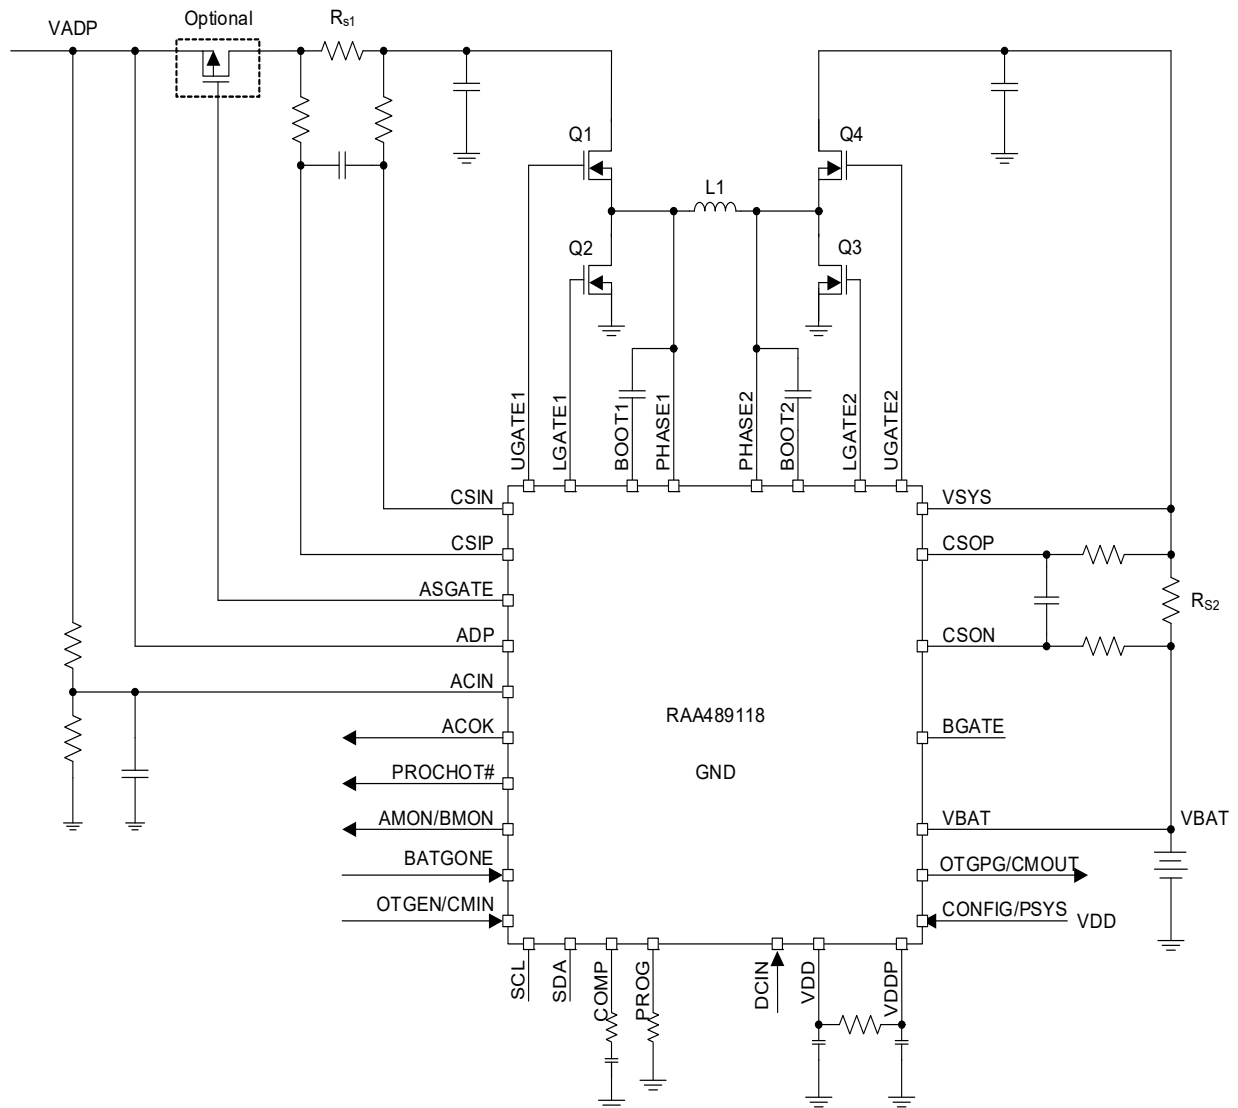 VADP
Optional
Rs1
Q1
Q4
L1
Q2
Q3
UGATE1
LGATE1
BOOT1
PHASE1
PHASE2
BOOT2
LGATE2
UGATE2
CSIN
VSYS
CSIP
CSOP
ASGATE
RS2
ADP
CSON
ACIN
RAA489118
ACOK
BGATE
GND
PROCHOT#
AMON/BMON
VBAT
VBAT
BATGONE
OTGPG/CMOUT
OTGEN/CMIN
CONFIG/PSYS
VDD
SCL
SDA
COMP
PROG
DCIN
VDD
VDDP